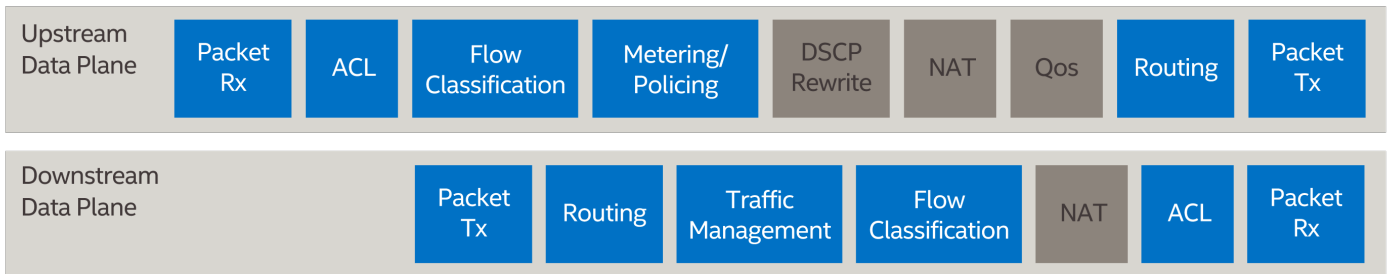 Upstream
Data Plane
Packet
Rx
ACL
Flow
Classification
Metering/
Policing
DSCP
Rewrite
NAT
Qos
Routing
Packet
Tx
Downstream
Data Plane
Packet
Tx
Routing
Traffic
Management
Flow
Classification
NAT
ACL
Packet
Rx